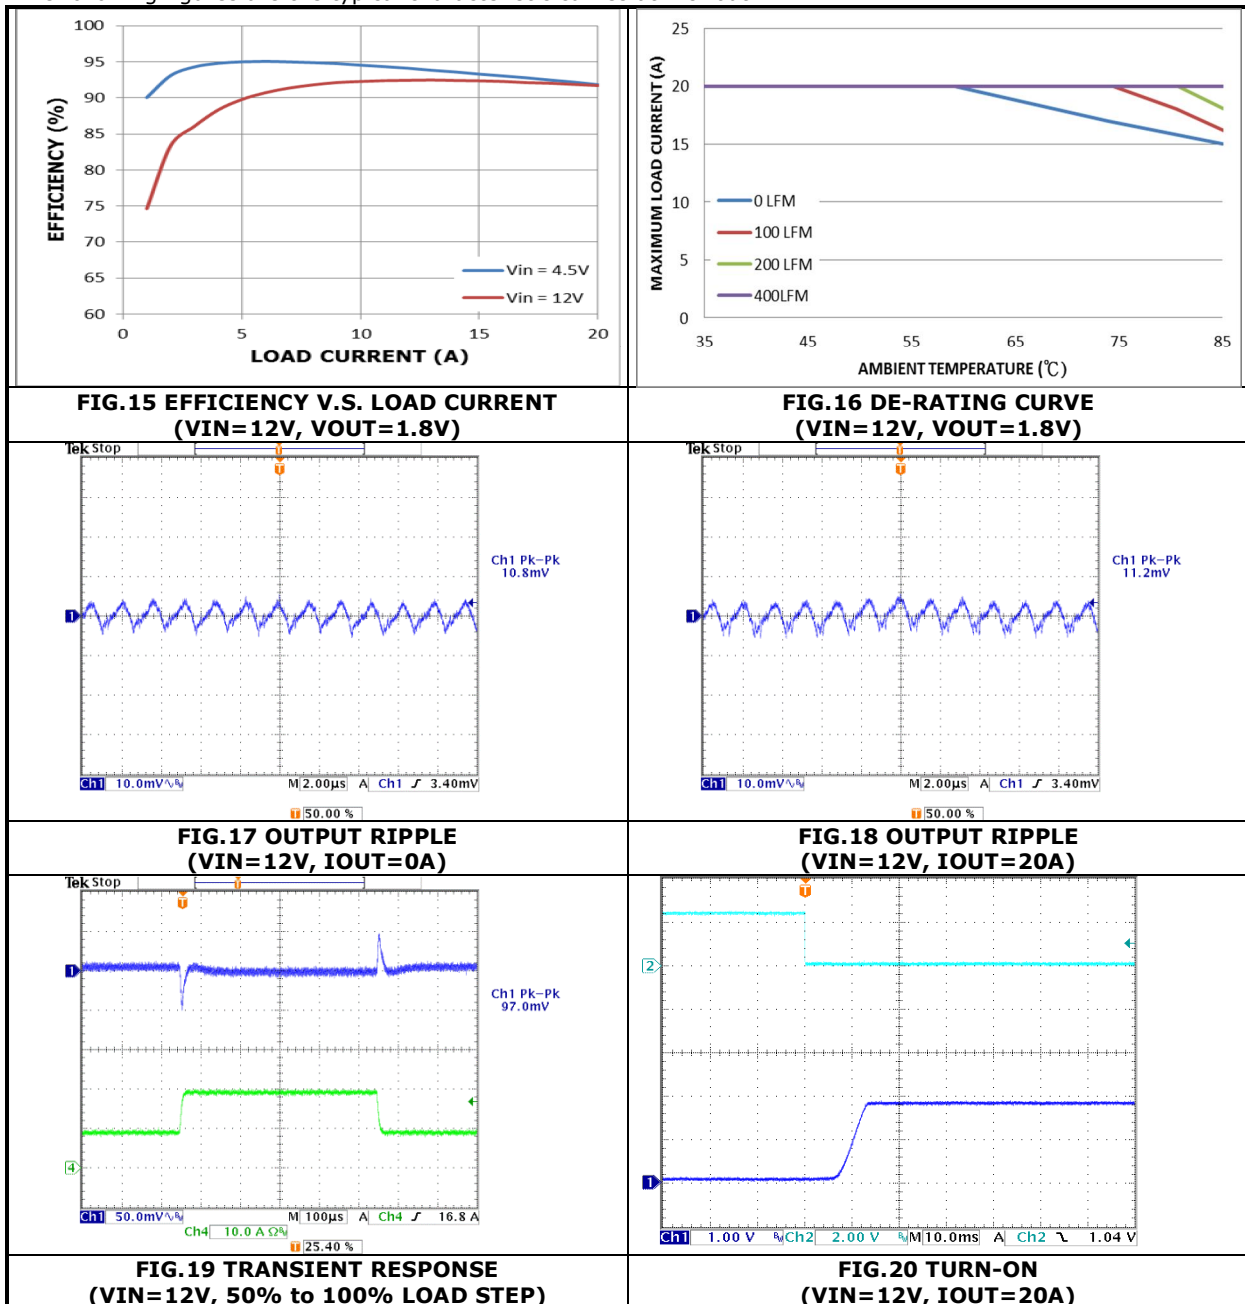 100
95
90
85
80
75
70
65
60
EFFICIENCY (%)
Vin = 4.5V
Vin = 12V
0 5 10 15 20
LOAD CURRENT (A)
25
20
15
10
5
0
MAXIMUM LOAD CURRENT (A)
0 LFM
100 LFM
200 LFM
400LFM
35 45 55 65 75 85
AMBIENT TEMPERATURE (℃)
FIG.15 EFFICIENCY V.S. LOAD CURRENT
(VIN=12V, VOUT=1.8V)
FIG.16 DE-RATING CURVE
(VIN=12V, VOUT=1.8V)
Tek Stop
T
T
1
Ch1 Pk-Pk
10.8mV
Ch1 10.0mV M 2.00µs A Ch1 3.40mV
T 50.00 %
Tek Stop
T
T
1
Ch1 Pk-Pk
11.2mV
Ch1 10.0mV M 2.00µs A Ch1 3.40mV
T 50.00 %
FIG.17 OUTPUT RIPPLE
(VIN=12V, IOUT=0A)
FIG.18 OUTPUT RIPPLE
(VIN=12V, IOUT=20A)
Tek Stop
T
T
1
Ch1 Pk-Pk
97.0mV
4
Ch1 50.0mV M 100µs A Ch4 16.8 A
Ch4 10.0 A Ω
T 25.40 %
T
2
1
Ch1 1.00 V Ch2 2.00 V M 10.0ms A Ch2 1.04 V
FIG.19 TRANSIENT RESPONSE
(VIN=12V, 50% to 100% LOAD STEP)
FIG.20 TURN-ON
(VIN=12V, IOUT=20A)